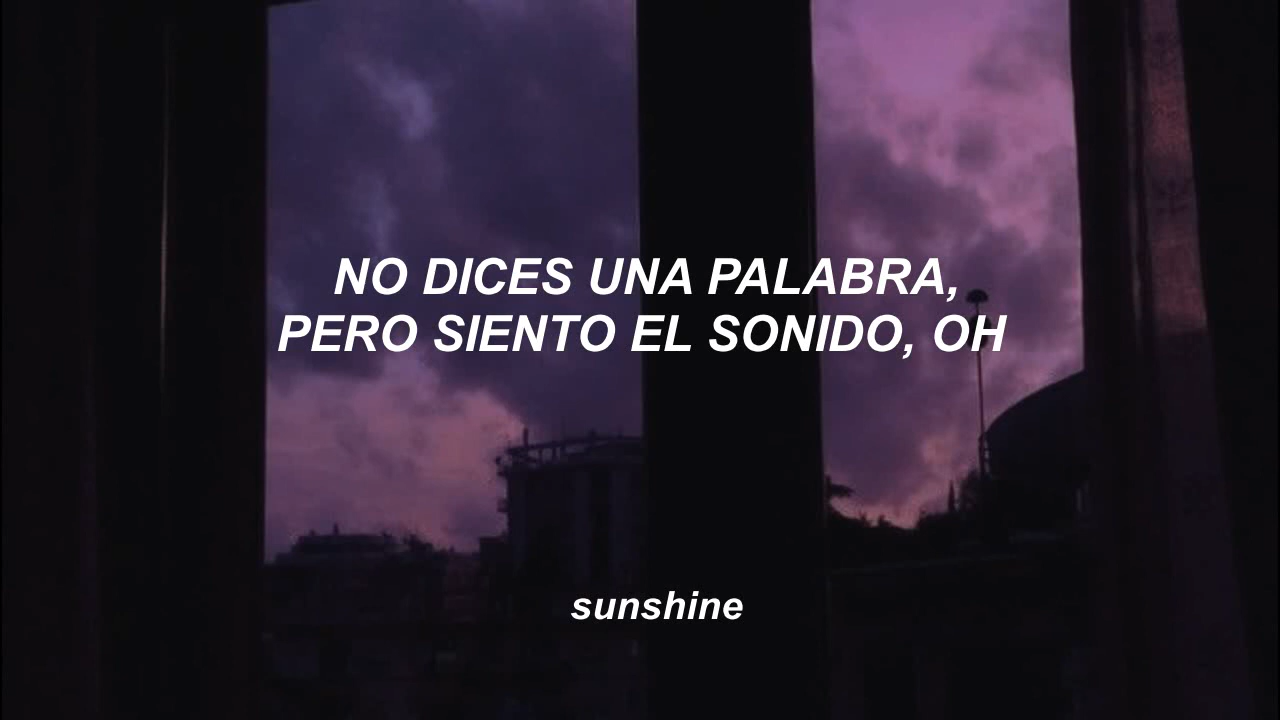 NO DICES UNA PALABRA,
PERO SIENTO EL SONIDO, OH
sunshine